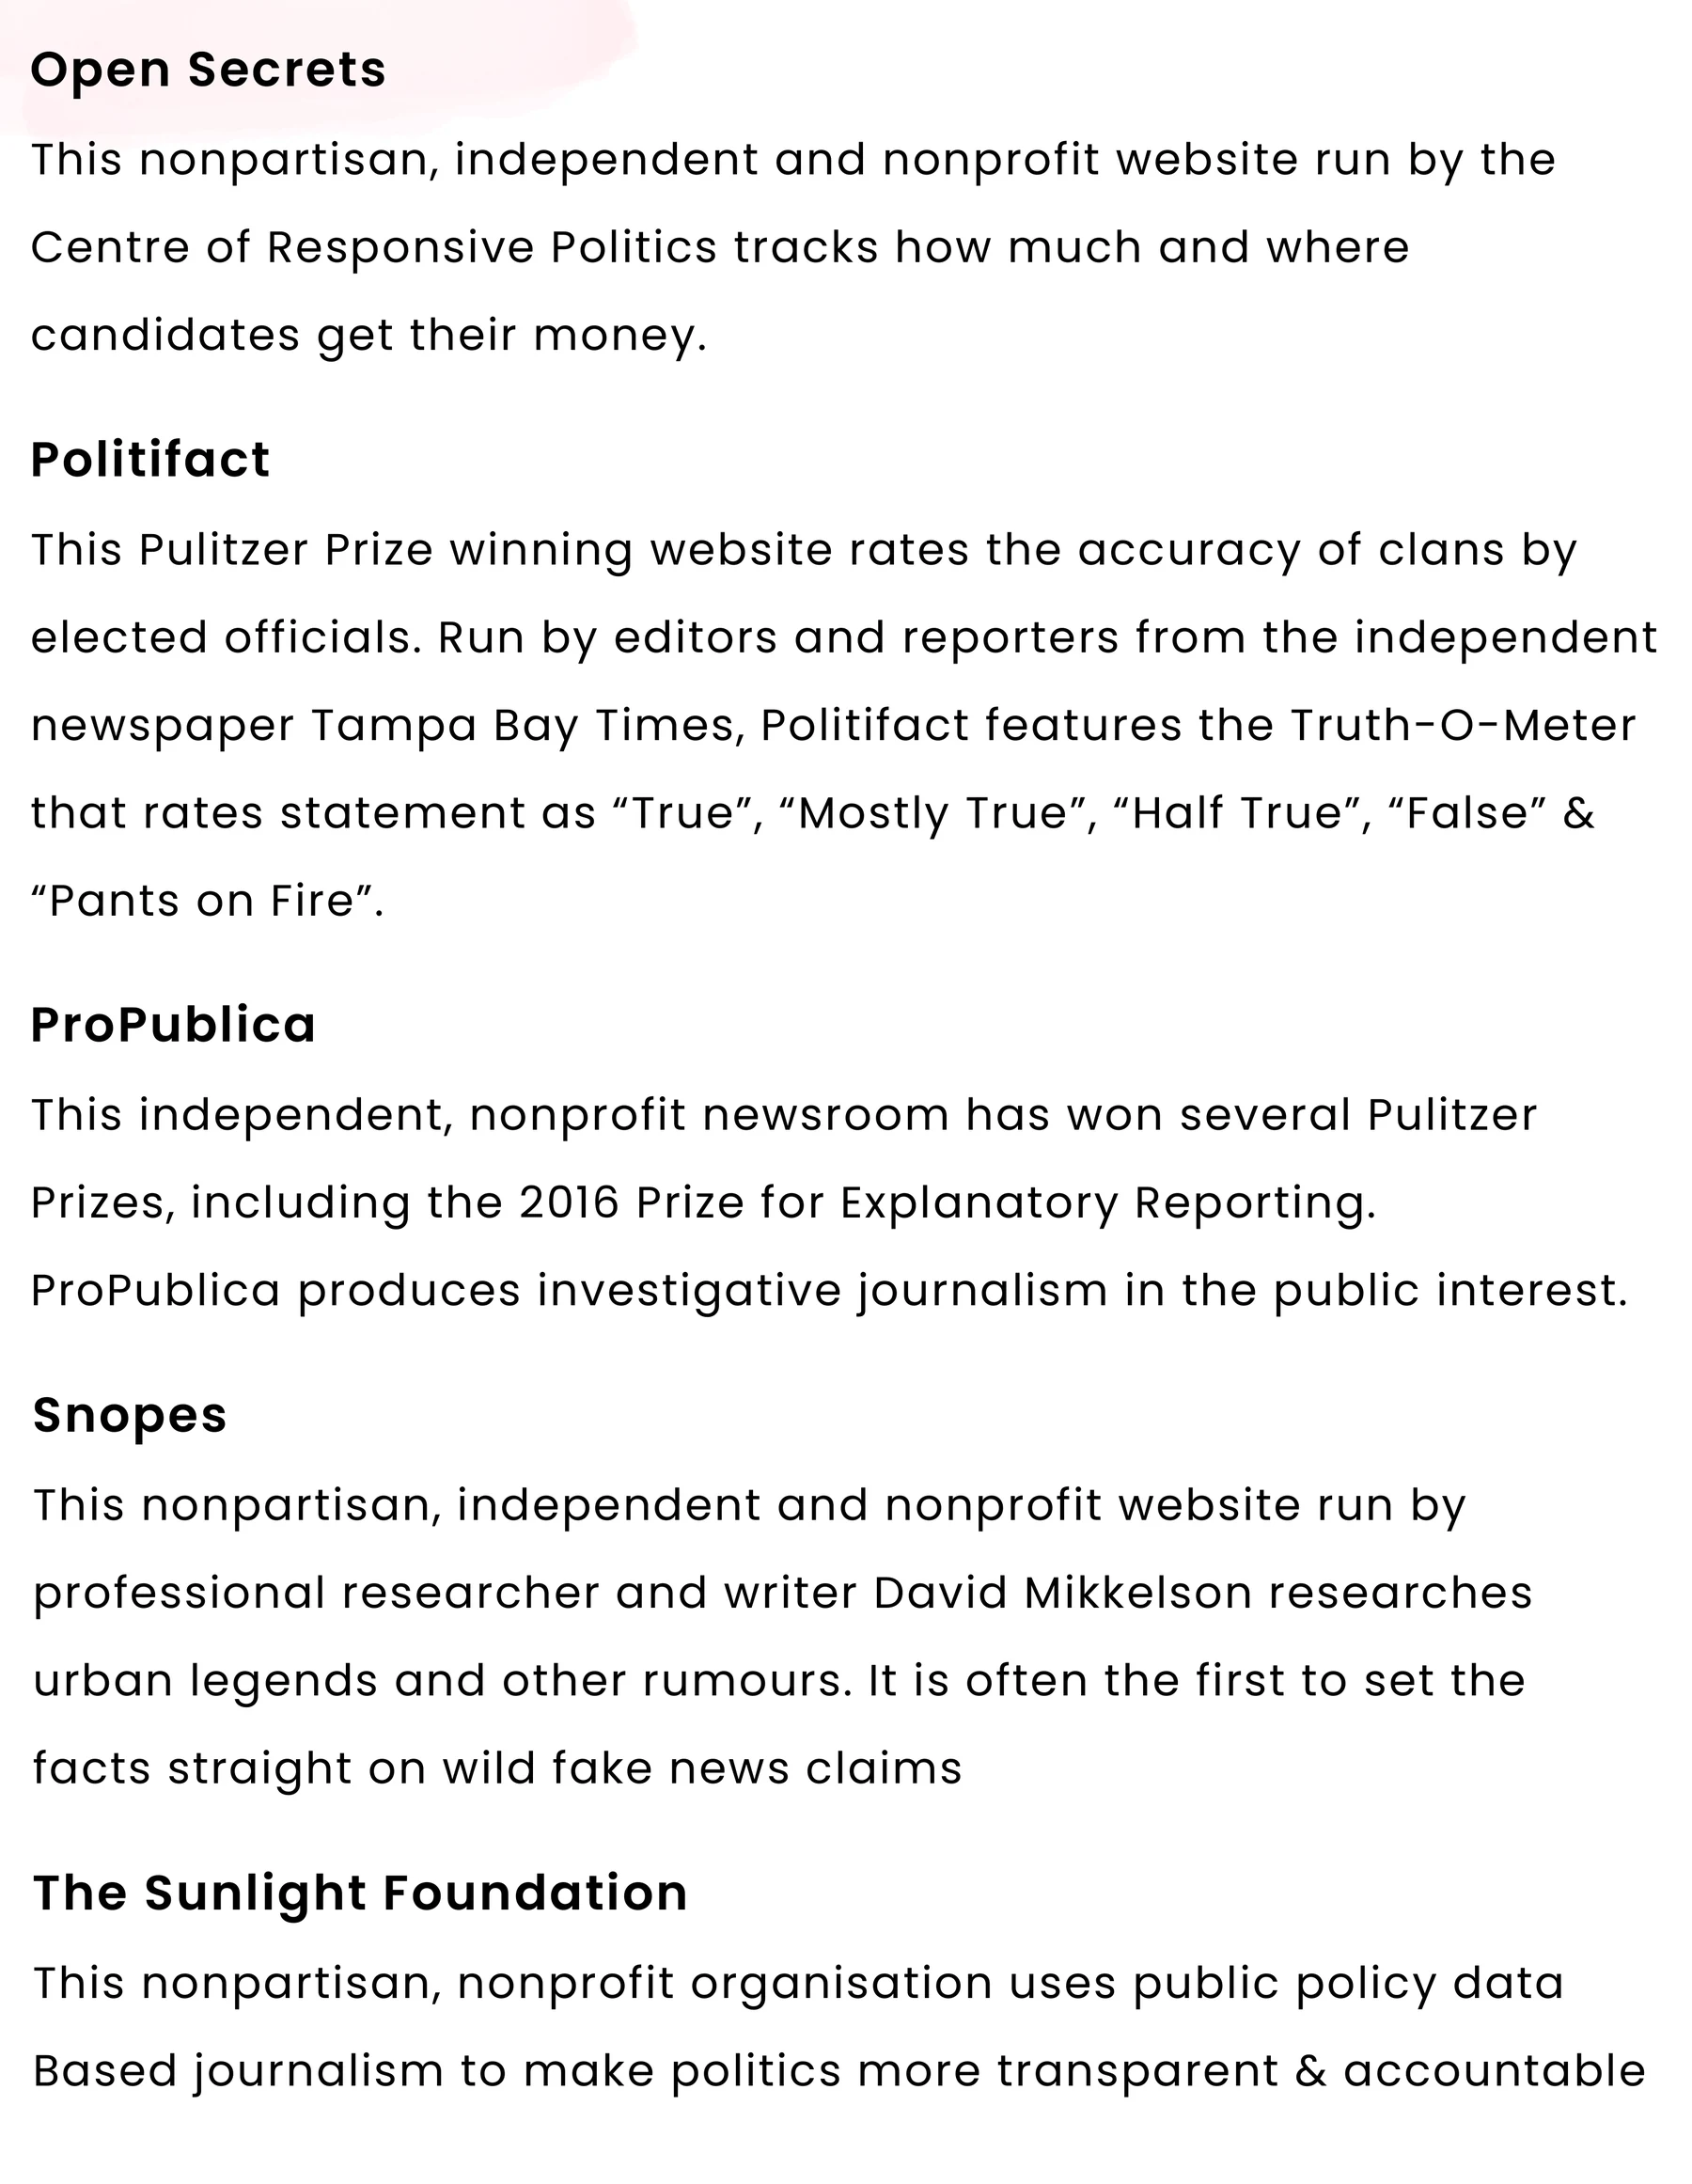 Open Secrets
This nonpartisan, independent and nonprofit website run by the
Centre of Responsive Politics tracks how much and where
candidates get their money.
Politifact
This Pulitzer Prize winning website rates the accuracy of clans by
elected officials. Run by editors and reporters from the independent
newspaper Tampa Bay Times, Politifact features the Truth-O-Meter
that rates statement as “True”, “Mostly True”, “Half True”, “False” &
“Pants on Fire”.
ProPublica
This independent, nonprofit newsroom has won several Pulitzer
Prizes, including the 2016 Prize for Explanatory Reporting.
ProPublica produces investigative journalism in the public interest.
Snopes
This nonpartisan, independent and nonprofit website run by
professional researcher and writer David Mikkelson researches
urban legends and other rumours. It is often the first to set the
facts straight on wild fake news claims
The Sunlight Foundation
This nonpartisan, nonprofit organisation uses public policy data
Based journalism to make politics more transparent & accountable